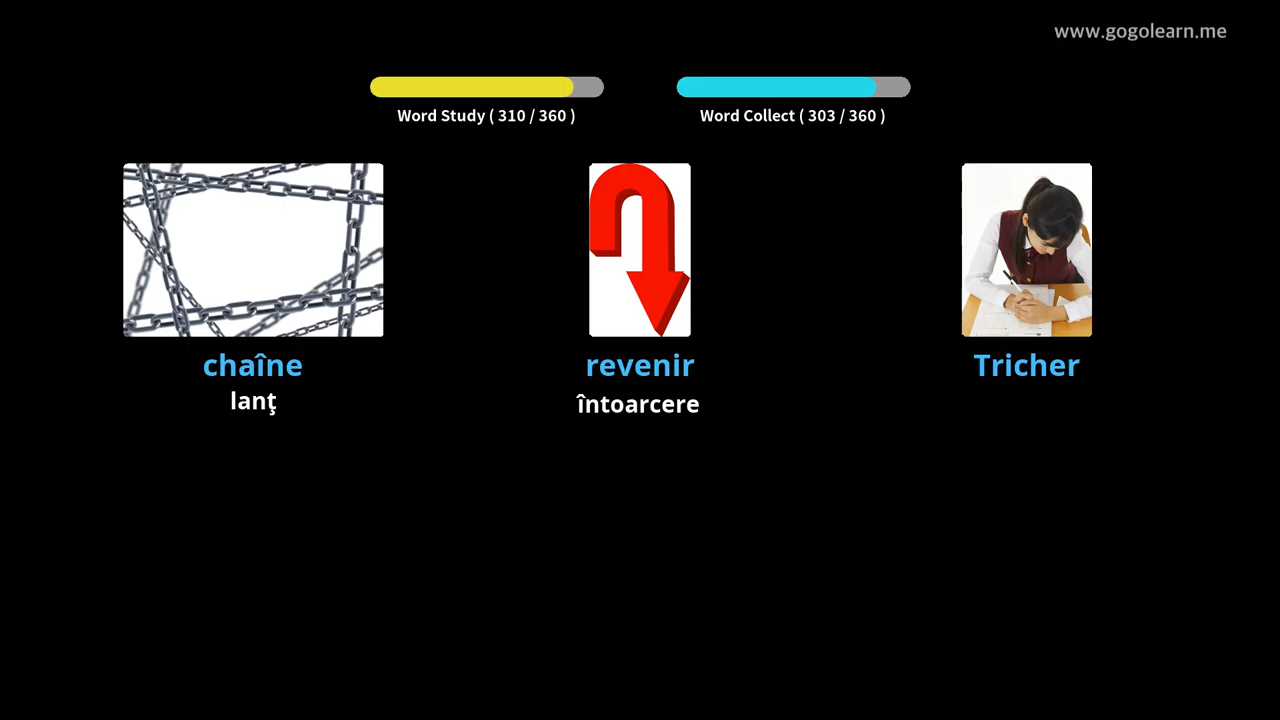 www.gogolearn.me
Word Study ( 310 / 360 )
Word Collect ( 303 / 360 )
chaîne
revenir
Tricher
lanţ
întoarcere